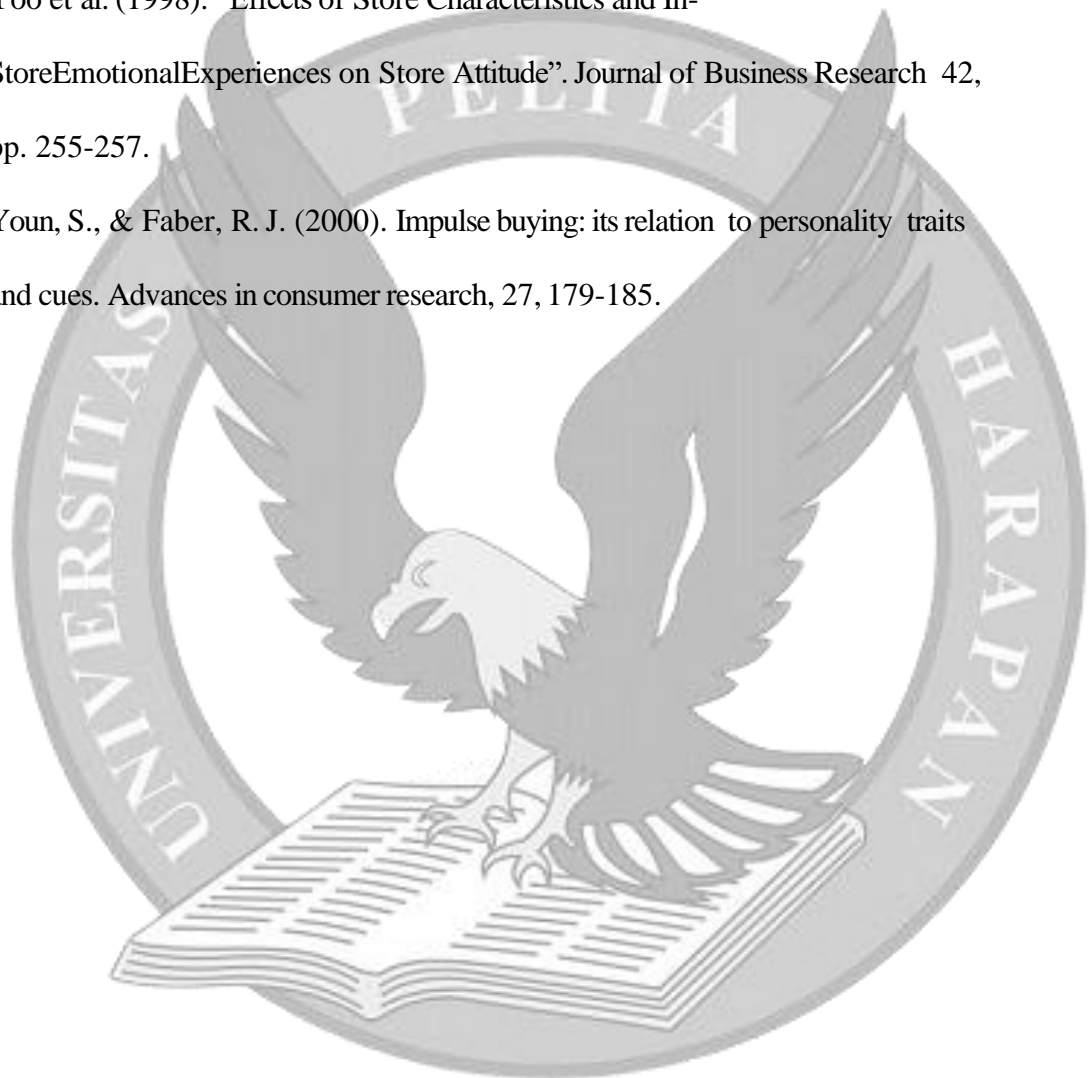 oo et al. (1998). "Effects of Store Characteristics and In-
StoreEmotionalExperiences on Store Attitude”. Journal of Business Research 42,
pp. 255-257.
Youn, S., & Faber, R. J. (2000). Impulse buying: its relation to personality traits
and cues. Advances in consumer research, 27, 179-185.
UNIVERSITAS
PELITA
HARAPAN